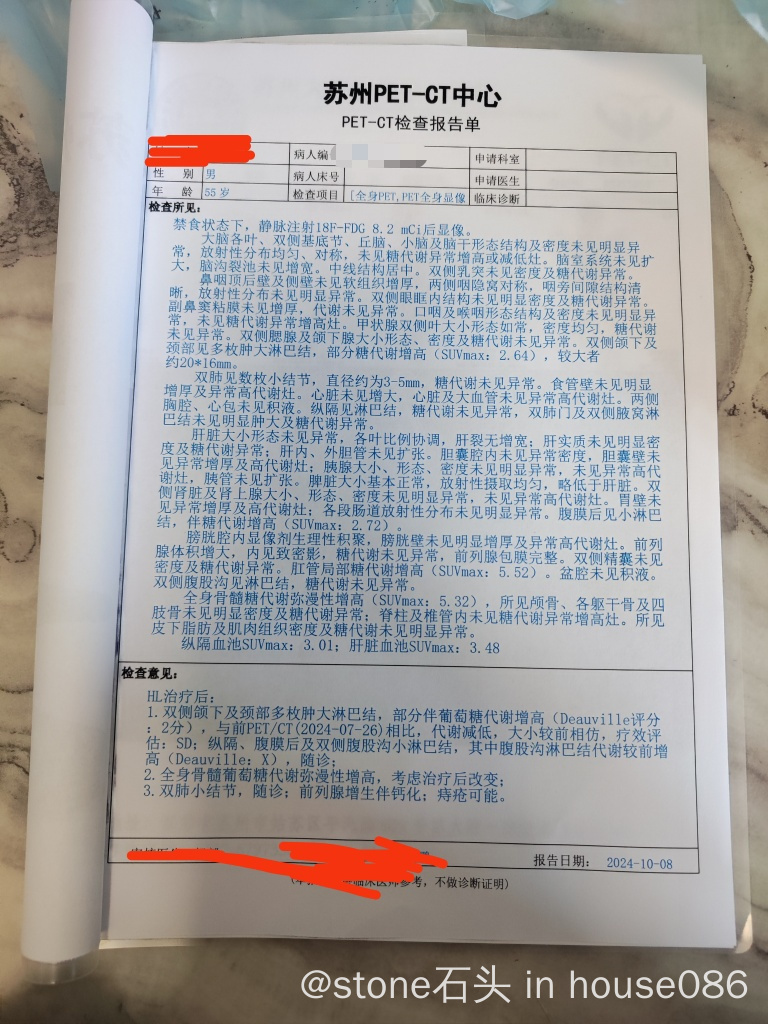 苏州PET-CT中心
PET-CT检查报告单
病人编
申请科室
性 别 男
病人床号
申请医生
年 龄 55 岁
检查项目 [全身PET,PET全身显像
临床诊断
检查所见:
禁食状态下，静脉注射18F-FDG 8.2 mCi后显像。
大脑各叶、双侧基底节、丘脑、小脑及脑干形态结构及密度未见明显异
常，放射性分布均匀、对称，未见糖代谢异常增高或减低灶。脑室系统未见扩
大，脑沟裂池未见增宽。中线结构居中。双侧乳突未见密度及糖代谢异常。
鼻咽顶后壁及侧壁未见软组织增厚，两侧咽隐窝对称，咽旁间隙结构清
晰，放射性分布未见明显异常。双侧眼眶内结构未见明显密度及糖代谢异常。
副鼻窦粘膜未见增厚，代谢未见异常。口咽及喉咽形态结构及密度未见明显异
常，未见糖代谢异常增高灶。甲状腺双侧叶大小形态如常，密度均匀，糖代谢
未见异常。双侧腮腺及颌下腺大小形态、密度及糖代谢未见异常。双侧颌下及
颈部见多枚肿大淋巴结，部分糖代谢增高（SUVmax：2.64），较大者
约20*16mm。
双肺见数枚小结节，直径约为3-5mm，糖代谢未见异常。食管壁未见明显
增厚及异常高代谢灶。心脏未见增大，心脏及大血管未见异常高代谢灶。两侧
胸腔、心包未见积液。纵隔见淋巴结，糖代谢未见异常，双肺门及双侧腋窝淋
巴结未见明显肿大及糖代谢异常。
肝脏大小形态未见异常，各叶比例协调，肝裂无增宽；肝实质未见明显密
度及糖代谢异常；肝内、外胆管未见扩张。胆囊腔内未见异常密度，胆囊壁未
见异常增厚及高代谢灶；胰腺大小、形态、密度未见明显异常，未见异常高代
谢灶，胰管未见扩张。脾脏大小基本正常，放射性摄取均匀，略低于肝脏。双
侧肾脏及肾上腺大小、形态、密度未见明显异常，未见异常高代谢灶。胃壁未
见异常增厚及高代谢灶；各段肠道放射性分布未见明显异常。腹膜后见小淋巴
结，伴糖代谢增高（SUVmax：2.72）。
膀胱腔内显像剂生理性积聚，膀胱壁未见明显增厚及异常高代谢灶。前列
腺体积增大，内见致密影，糖代谢未见异常，前列腺包膜完整。双侧精囊未见
密度及糖代谢异常。肛管局部糖代谢增高（SUVmax：5.52）。盆腔未见积液。
双侧腹股沟见淋巴结，糖代谢未见异常。
全身骨髓糖代谢弥漫性增高（SUVmax：5.32），所见颅骨、各躯干骨及四
肢骨未见明显密度及糖代谢异常；脊柱及椎管内未见糖代谢异常增高灶。所见
皮下脂肪及肌肉组织密度及糖代谢未见明显异常。
纵隔血池SUVmax：3.01；肝脏血池SUVmax：3.48
检查意见:
HL治疗后：
1. 双侧颌下及颈部多枚肿大淋巴结，部分伴葡萄糖代谢增高（Deauville评分
：2分），与前PET/CT(2024-07-26)相比，代谢减低，大小较前相仿，疗效评
估：SD；纵隔、腹膜后及双侧腹股沟小淋巴结，其中腹股沟淋巴结代谢较前增
高（Deauville：X），随诊；
2. 全身骨髓葡萄糖代谢弥漫性增高，考虑治疗后改变；
3. 双肺小结节，随诊；前列腺增生伴钙化；痔疮可能。
报告日期： 2024-10-08
临床医师参考，不做诊断证明)
@stone石头 in house086